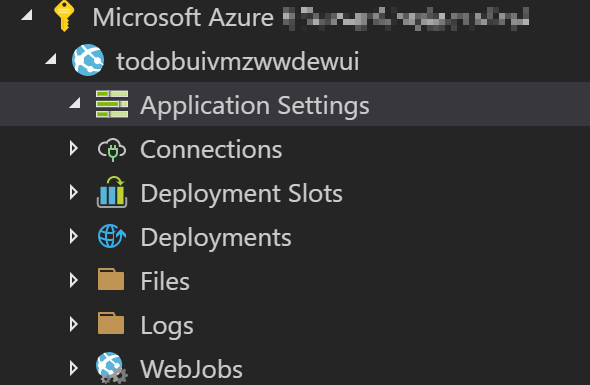 Microsoft Azure
todobuivmzwwdewui
Application Settings
Connections
Deployment Slots
Deployments
Files
Logs
WebJobs